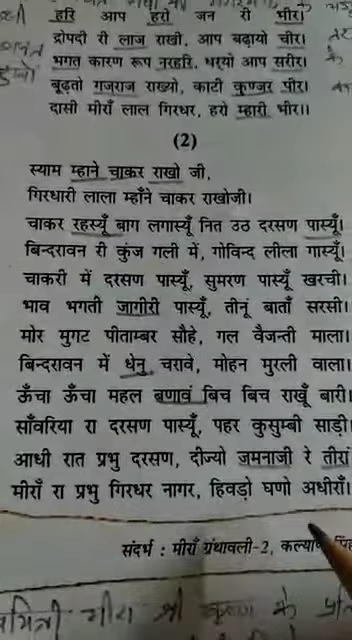 हरि आप हरो जन री भीर।
द्रोपदी री लाज राखी, आप बढ़ायो चीर।
भगत कारण रूप नरहरि, धर्‌यो आप सरीर।
बूढ़तो गजराज राख्यो, काटी कुण्जर पीर।
दासी मीराँ लाल गिरधर, हरो म्हारी भीर।।
(2)
स्याम म्हाने चाकर राखो जी,
गिरधारी लाला म्हाँने चाकर राखोजी।
चाकर रहस्यूँ बाग लगास्यूँ नित उठ दरसण पास्यूँ।
बिन्दरावन री कुंज गली में, गोविन्द लीला गास्यूँ।
चाकरी में दरसण पास्यूँ, सुमरण पास्यूँ खरची।
भाव भगती जागीरी पास्यूँ, तीनूं बाताँ सरसी।
मोर मुगट पीताम्बर सौहे, गल वैजन्ती माला।
बिन्दरावन में धेनु चरावे, मोहन मुरली वाला।
ऊँचा ऊँचा महल बणावं बिच बिच राखूँ बारी।
साँवरिया रा दरसण पास्यूँ, पहर कुसुम्बी साड़ी।
आधी रात प्रभु दरसण, दीज्यो जमनाजी रे तीरां
मीराँ रा प्रभु गिरधर नागर, हिवड़ो घणो अधीराँ।
संदर्भ : मीराँ ग्रंथावली-2, कल्याण
मीरा श्री कृष्ण के